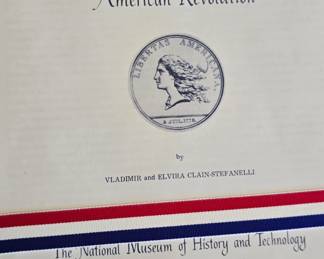 American Revolution
LIBERTAS AMERICANA.
4 JUIL. 1776.
by
VLADIMIR and ELVIRA CLAIN-STEFANELLI
The National Museum of History and Technology